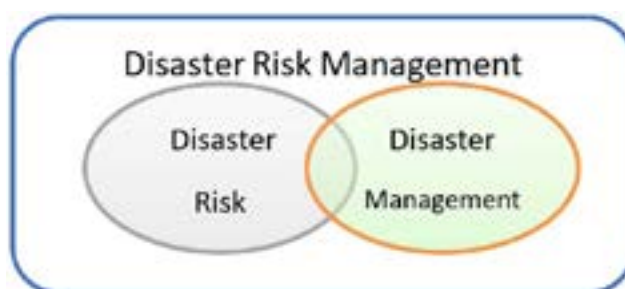 Disaster Risk Management
Disaster
Risk
Disaster
Management